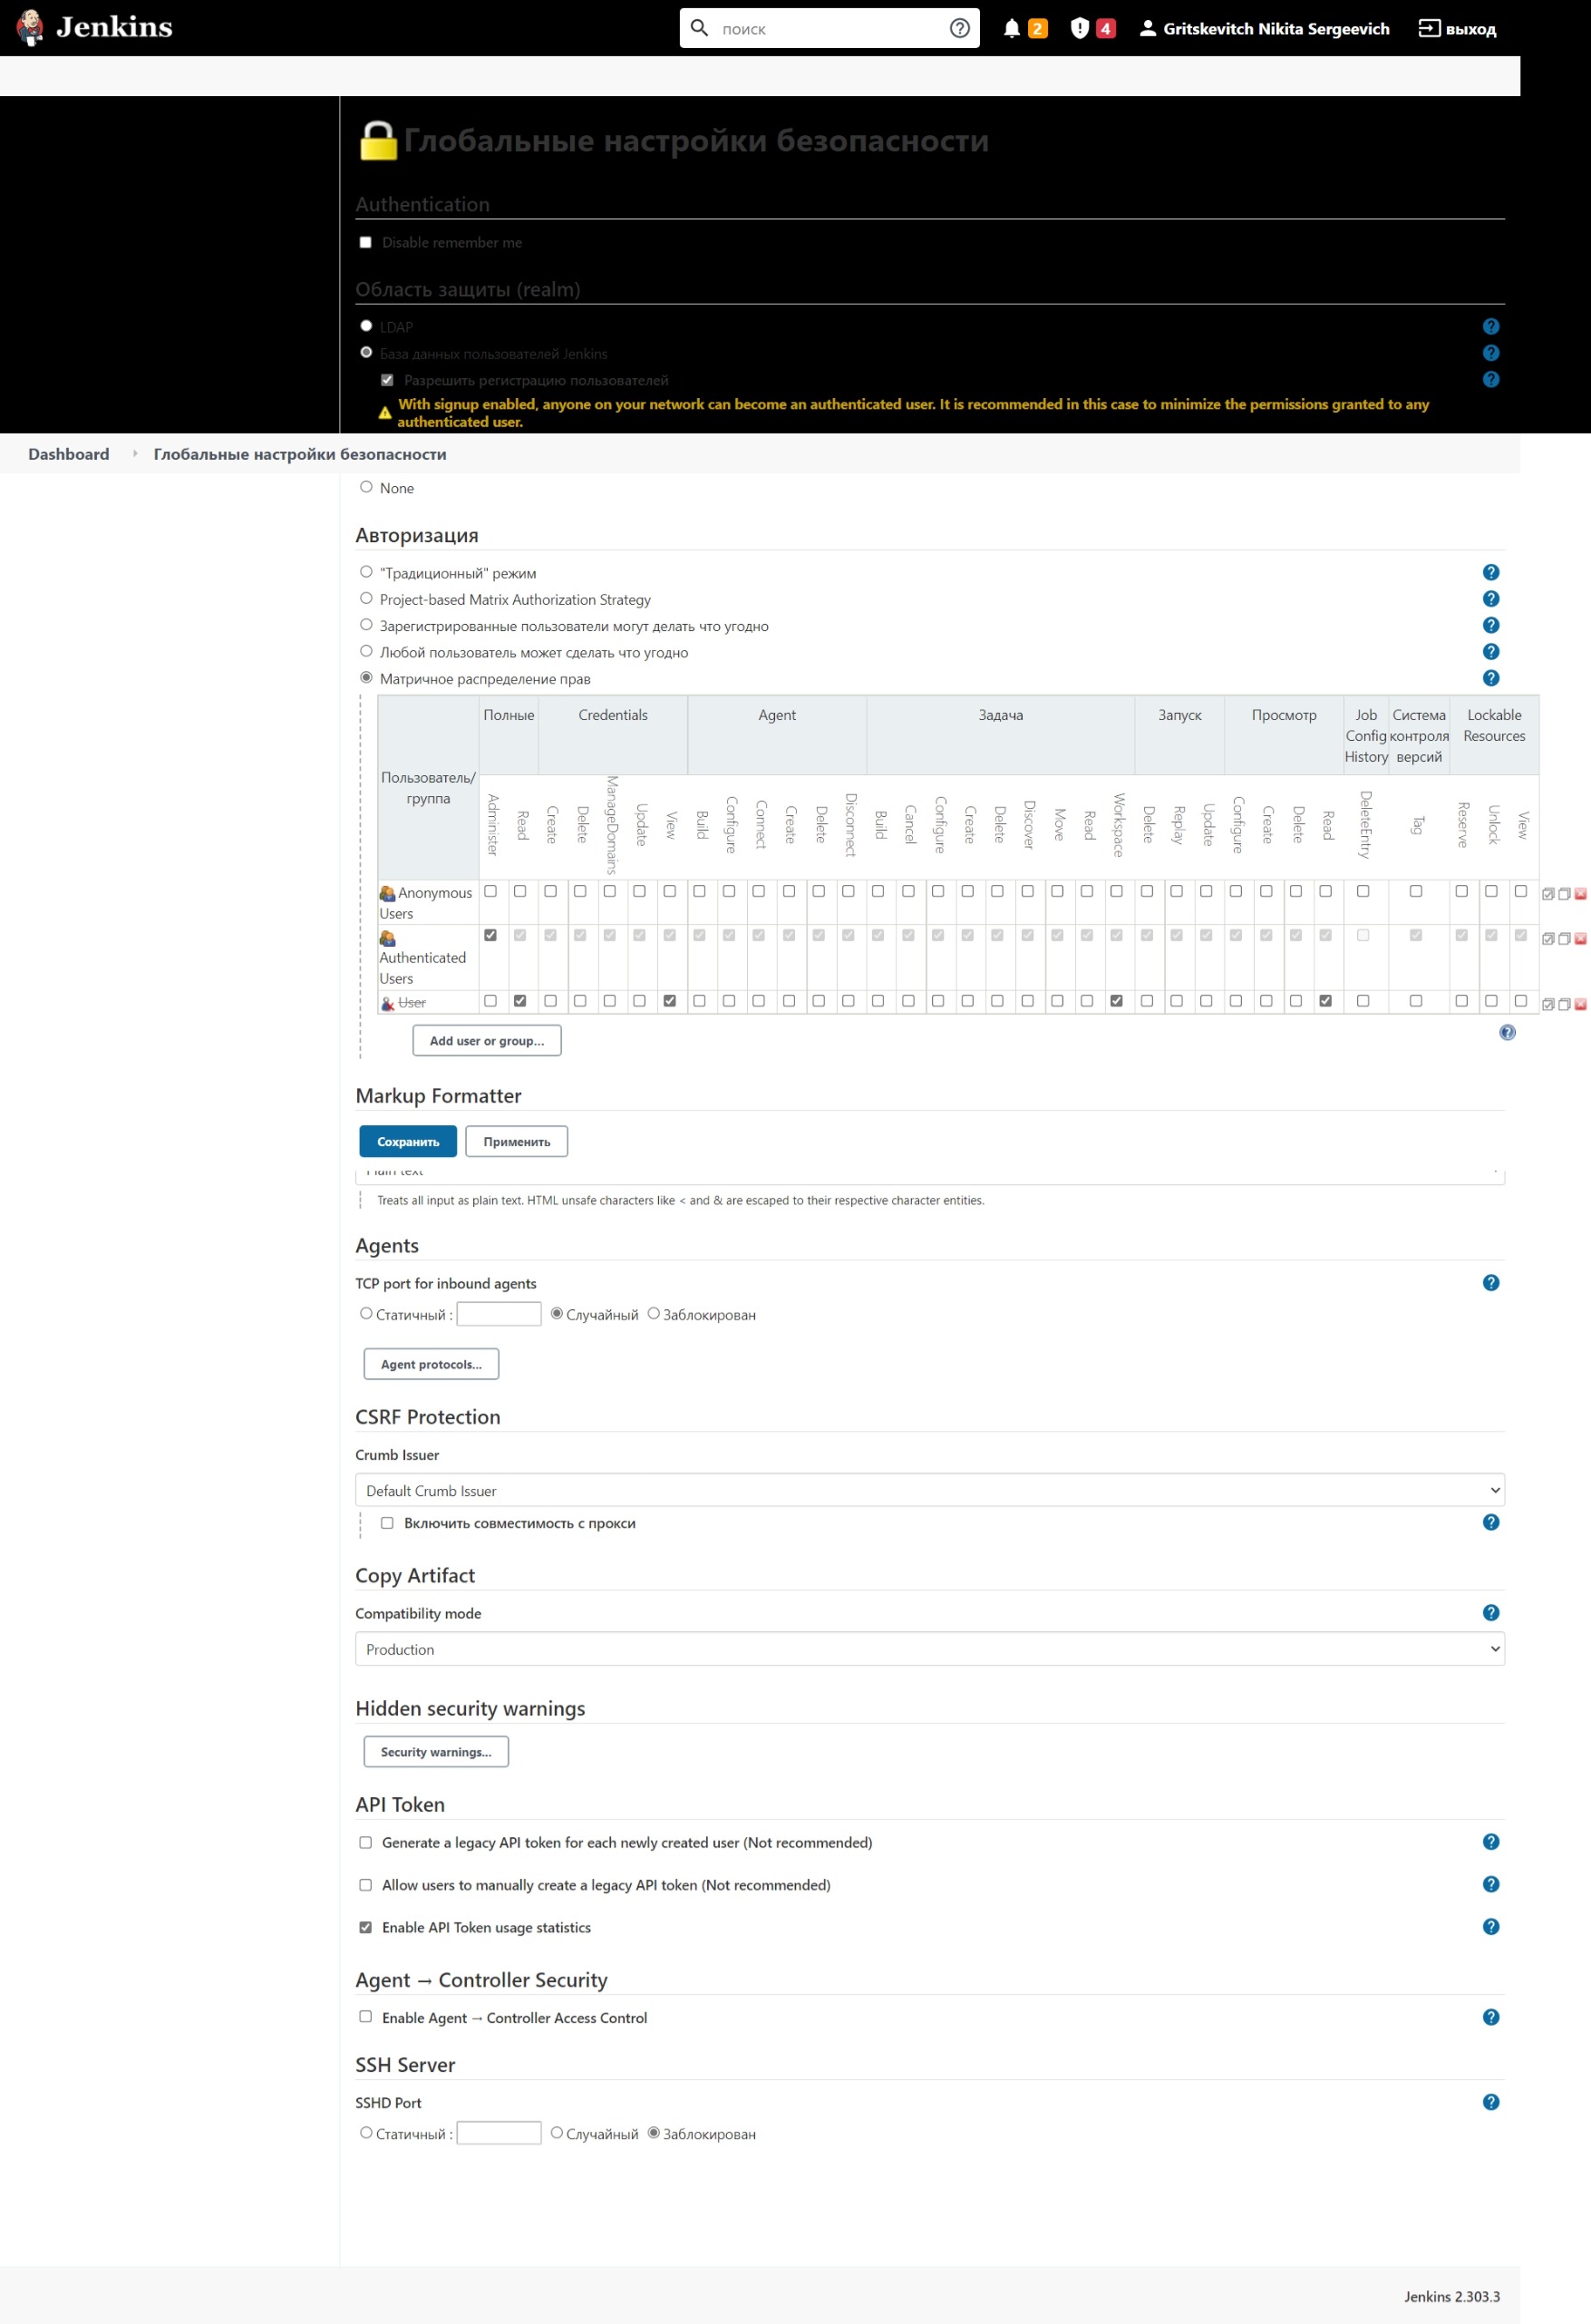 Jenkins
поиск
2
4
Gritskevitch Nikita Sergeevich
выход
Глобальные настройки безопасности
Authentication
Disable remember me
Область защиты (realm)
LDAP
База данных пользователей Jenkins
Разрешить регистрацию пользователей
With signup enabled, anyone on your network can become an authenticated user. It is recommended in this case to minimize the permissions granted to any
authenticated user.
Dashboard
Глобальные настройки безопасности
None
Авторизация
"Традиционный" режим
Project-based Matrix Authorization Strategy
Зарегистрированные пользователи могут делать что угодно
Любой пользователь может сделать что угодно
Матричное распределение прав
Пользователь/
группа
Полные
Credentials
Agent
Задача
Запуск
Просмотр
Job
Config
History
Система
контроля
версий
Lockable
Resources
Administer
Read
Create
Delete
ManageDomains
Update
View
Build
Configure
Connect
Create
Delete
Disconnect
Build
Cancel
Configure
Create
Delete
Discover
Move
Read
Workspace
Delete
Replay
Update
Configure
Create
Delete
Read
DeleteEntry
Tag
Reserve
Unlock
View
Anonymous
Users
Authenticated
Users
User
Add user or group...
Markup Formatter
Сохранить
Применить
Plain text
Treats all input as plain text. HTML unsafe characters like < and & are escaped to their respective character entities.
Agents
TCP port for inbound agents
Статичный :
Случайный
Заблокирован
Agent protocols...
CSRF Protection
Crumb Issuer
Default Crumb Issuer
Включить совместимость с прокси
Copy Artifact
Compatibility mode
Production
Hidden security warnings
Security warnings...
API Token
Generate a legacy API token for each newly created user (Not recommended)
Allow users to manually create a legacy API token (Not recommended)
Enable API Token usage statistics
Agent → Controller Security
Enable Agent → Controller Access Control
SSH Server
SSHD Port
Статичный :
Случайный
Заблокирован
Jenkins 2.303.3